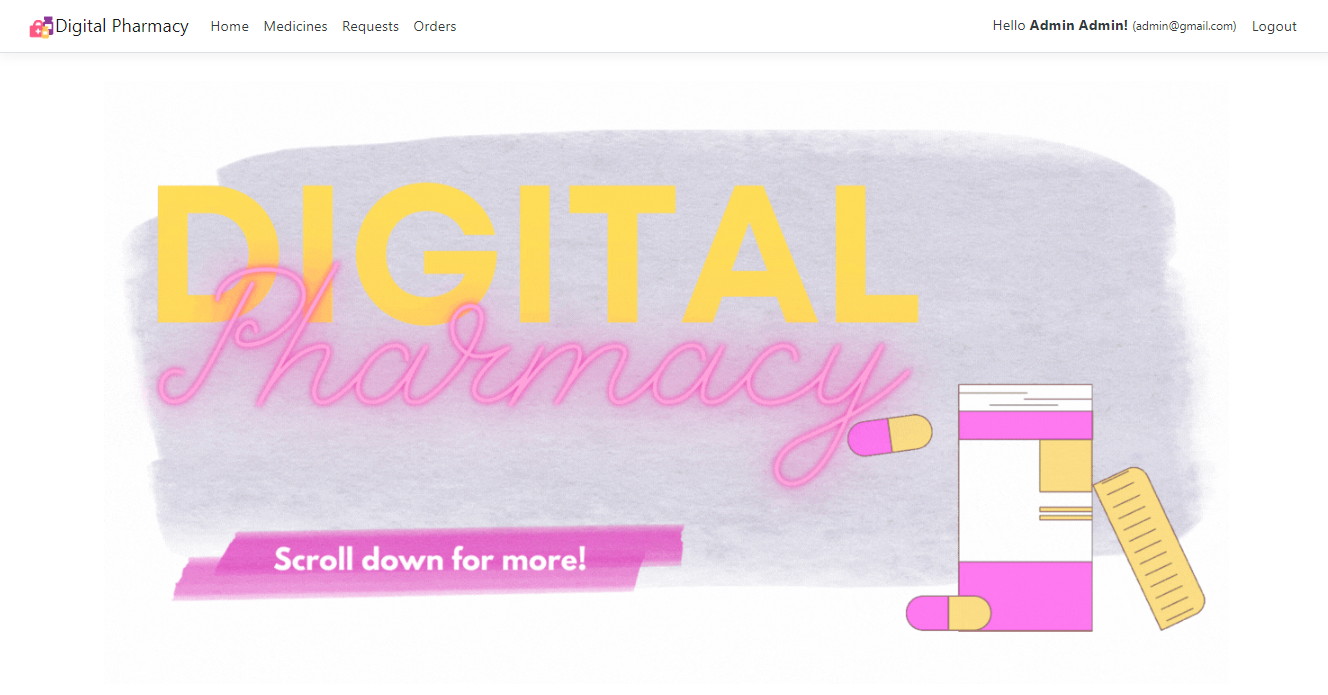 Digital Pharmacy Home Medicines Requests Orders Hello Admin Admin! (admin@gmail.com) Logout
DIGITAL
Pharmacy
Scroll down for more!